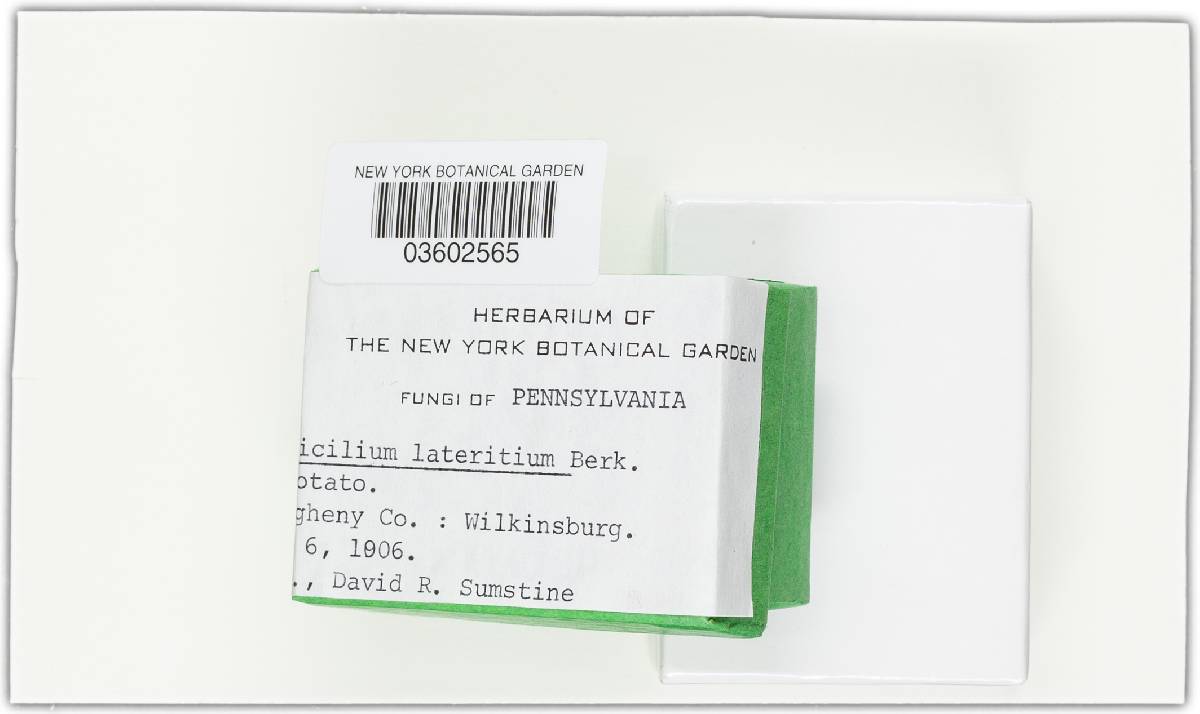 NEW YORK BOTANICAL GARDEN
03602565
HERBARIUM OF
THE NEW YORK BOTANICAL GARDEN
FUNGI OF PENNSYLVANIA
icilium lateritium Berk.
otato.
gheny Co. : Wilkinsburg.
6, 1906.
., David R. Sumstine